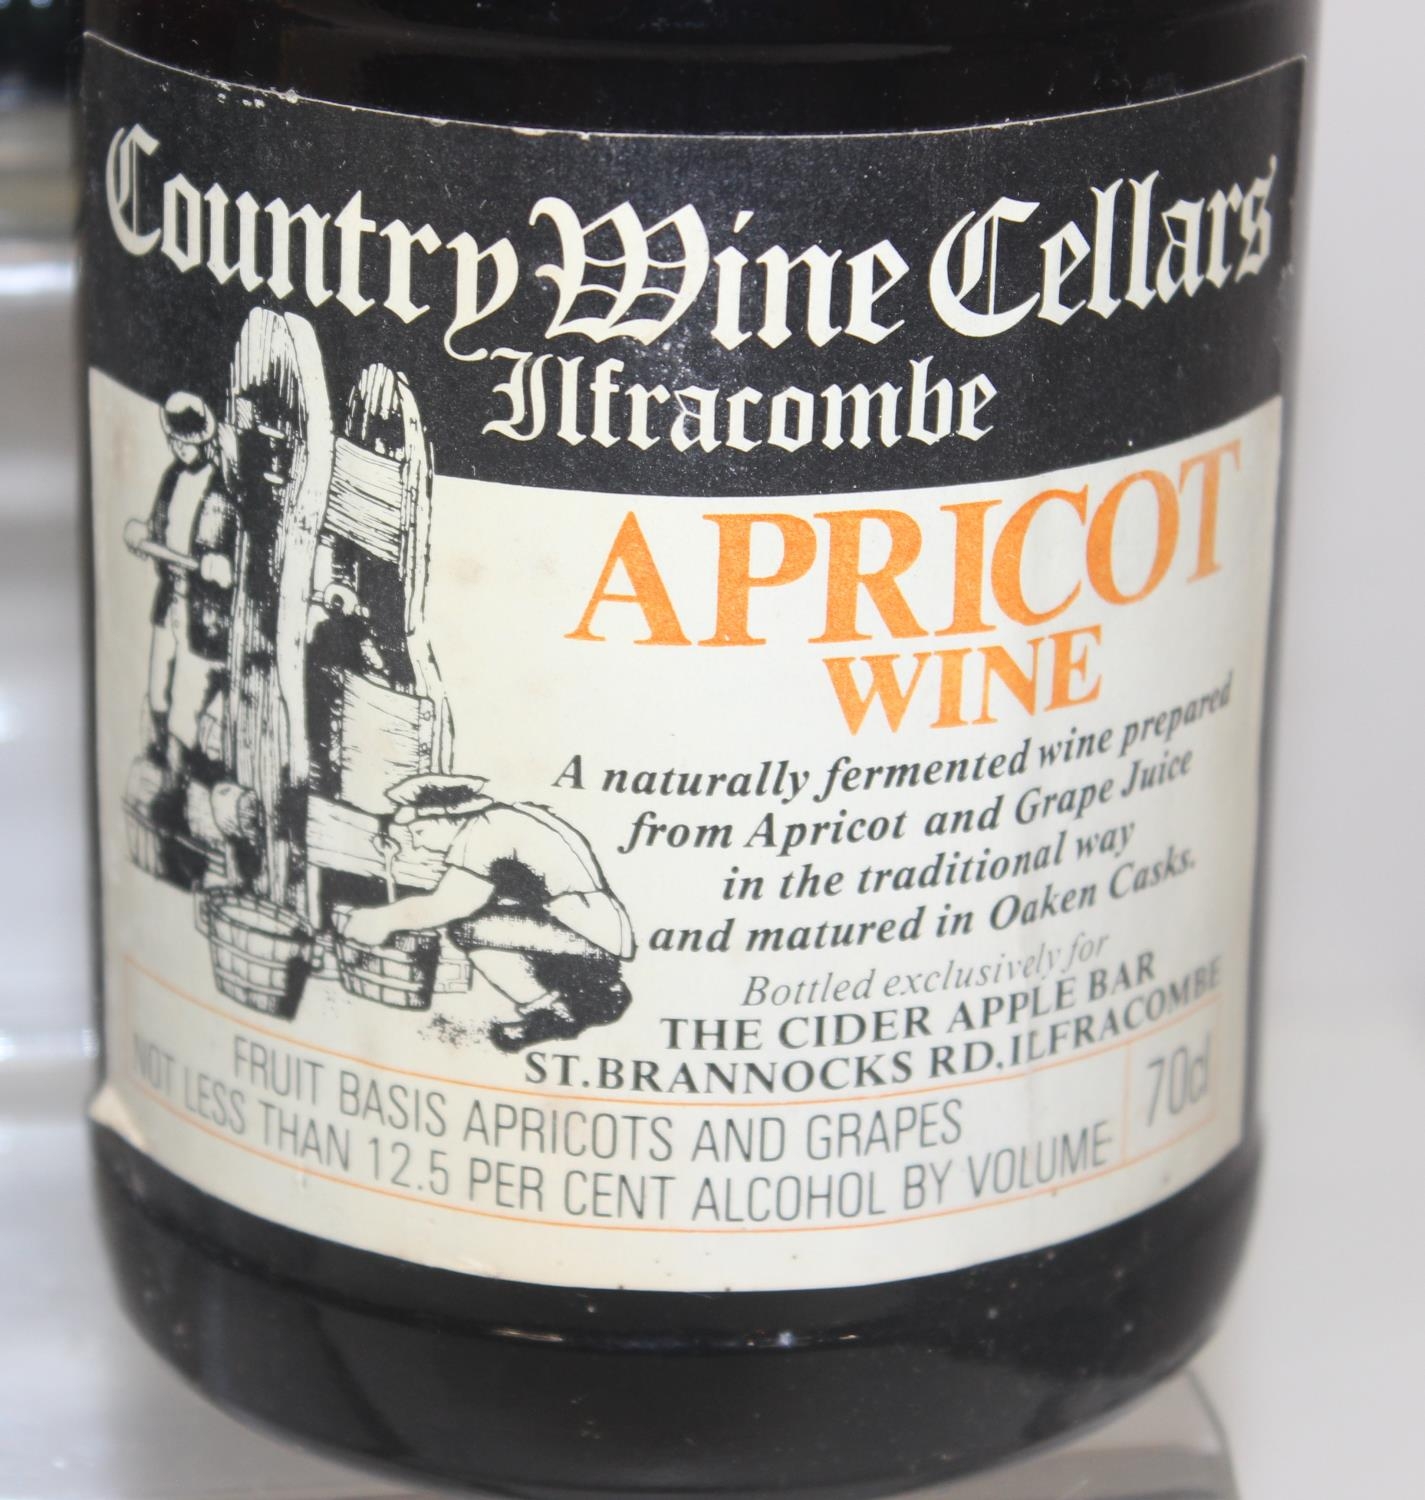 Country Wine Cellars
Ilfracombe
APRICOT
WINE
A naturally fermented wine prepared
from Apricot and Grape Juice
in the traditional way
and matured in Oaken Casks.
Bottled exclusively for
THE CIDER APPLE BAR
ST.BRANNOCKS RD.ILFRACOMBE
FRUIT BASIS APRICOTS AND GRAPES
NOT LESS THAN 12.5 PER CENT ALCOHOL BY VOLUME
70cl